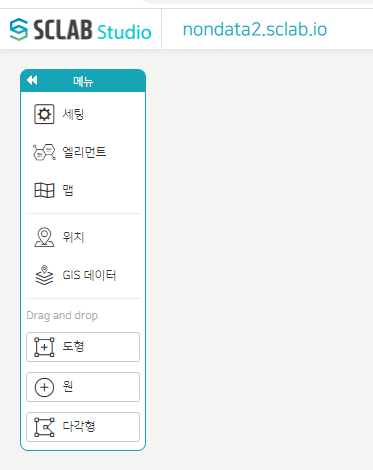 SCLAB Studio nondata2.sclab.io
메뉴
세팅
엘리먼트
맵
위치
GIS 데이터
Drag and drop
도형
원
다각형